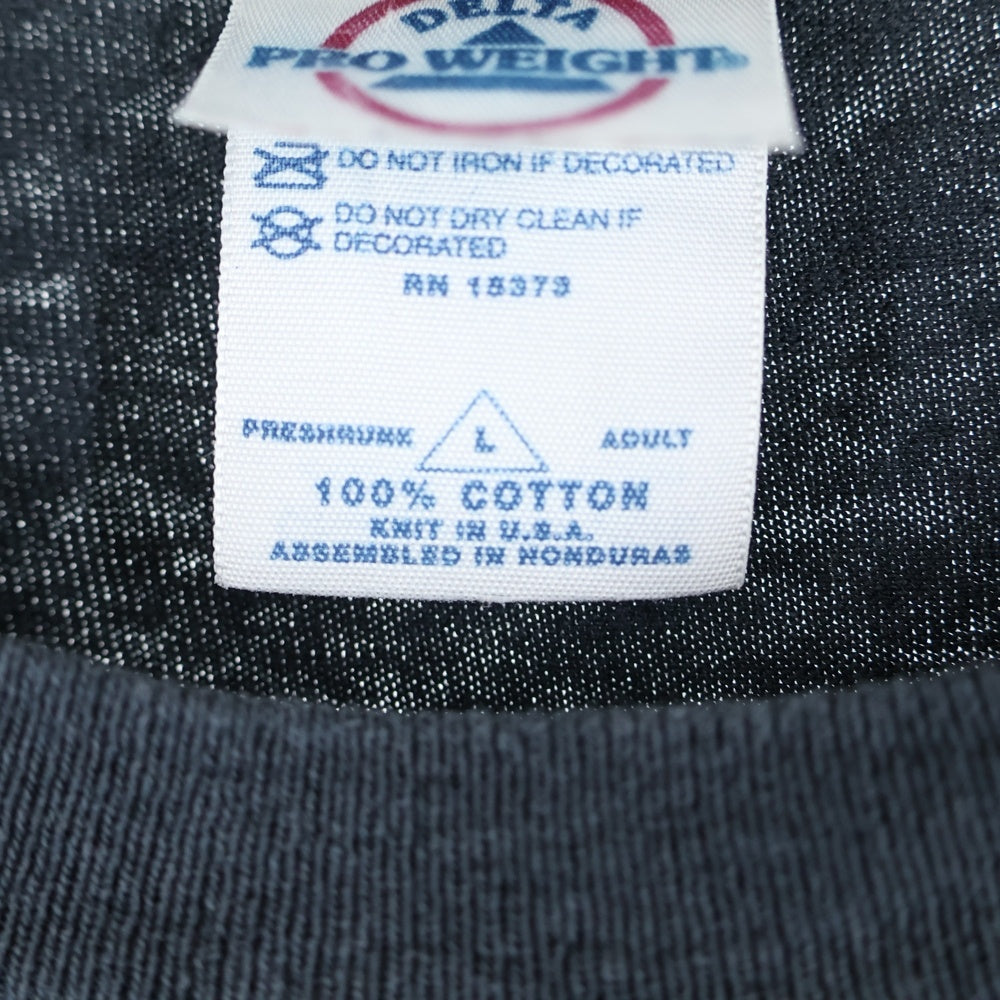 DELTA
PRO WEIGHT
DO NOT IRON IF DECORATED
DO NOT DRY CLEAN IF
DECORATED
RN 15373
PRESHRUNK L ADULT
100% COTTON
KNIT IN U.S.A.
ASSEMBLED IN HONDURAS